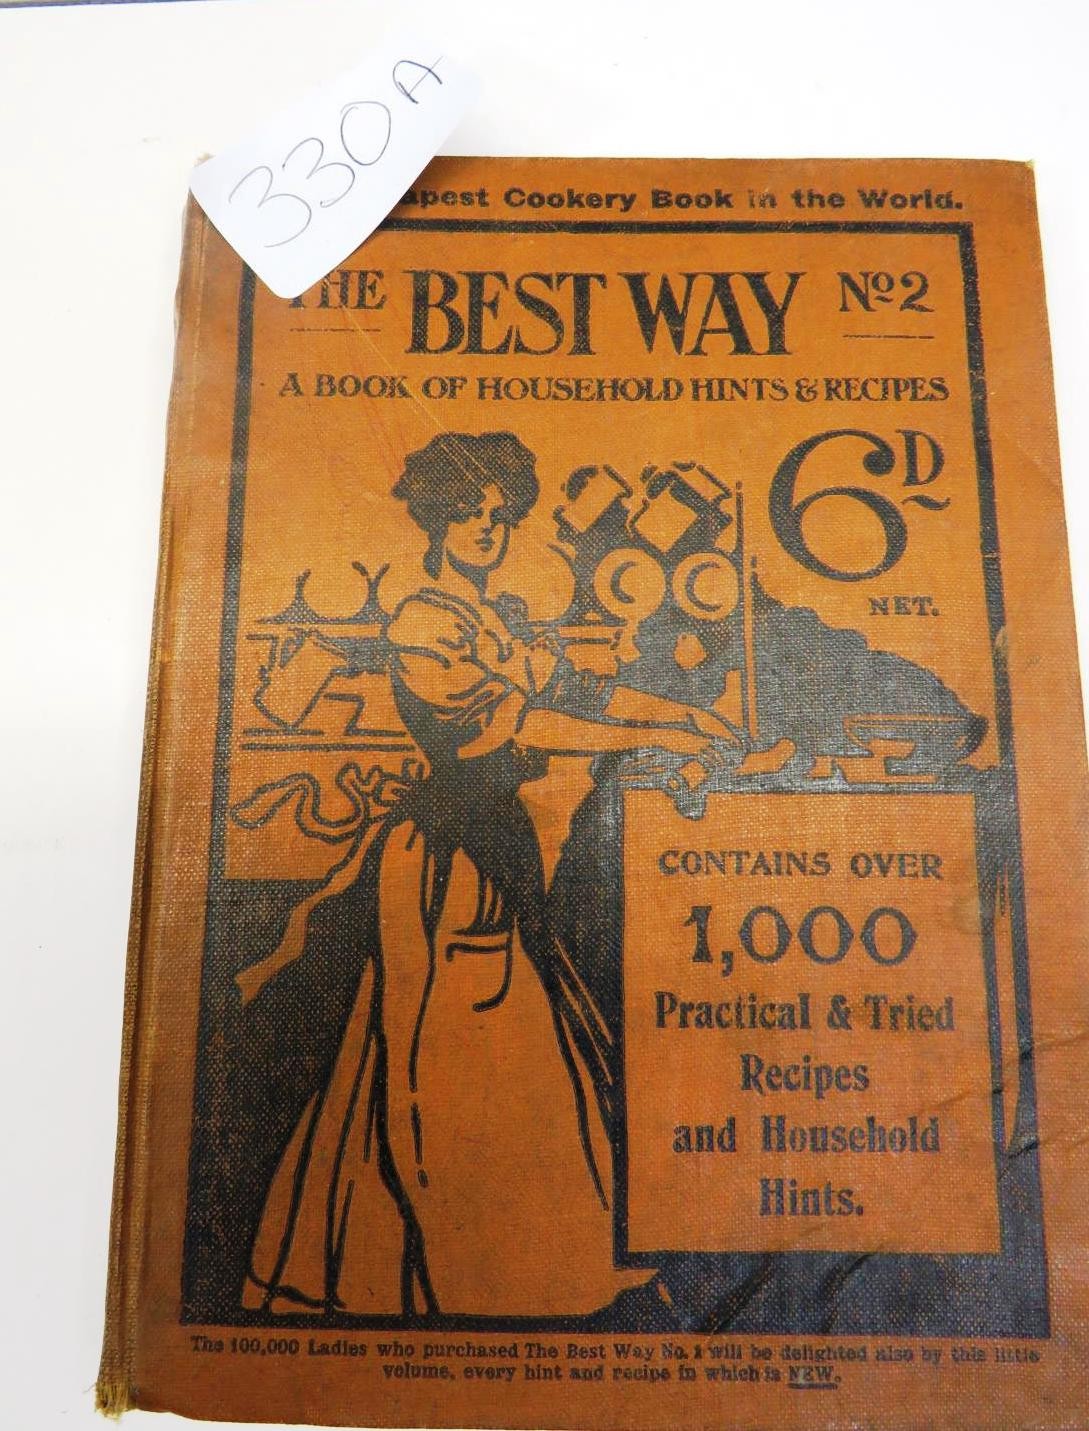 330A
apest Cookery Book in the World.
THE BEST WAY No 2
A BOOK OF HOUSEHOLD HINTS & RECIPES
6D
NET.
CONTAINS OVER
1,000
Practical & Tried
Recipes
and Household
Hints.
The 100,000 Ladies who purchased The Best Way No. 1 will be delighted also by this little
volume, every hint and recipe in which is NEW.